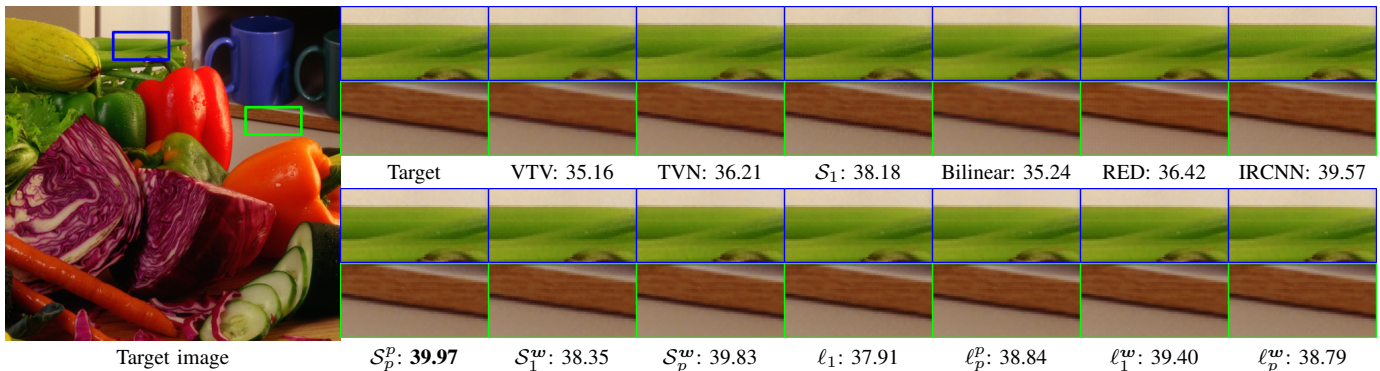 Target VTV: 35.16 TVN: 36.21 𝒮₁: 38.18 Bilinear: 35.24 RED: 36.42 IRCNN: 39.57
Target image 𝒮ₚᵖ: 39.97 𝒮₁ʷ: 38.35 𝒮ₚʷ: 39.83 ℓ₁: 37.91 ℓₚᵖ: 38.84 ℓ₁ʷ: 39.40 ℓₚʷ: 38.79